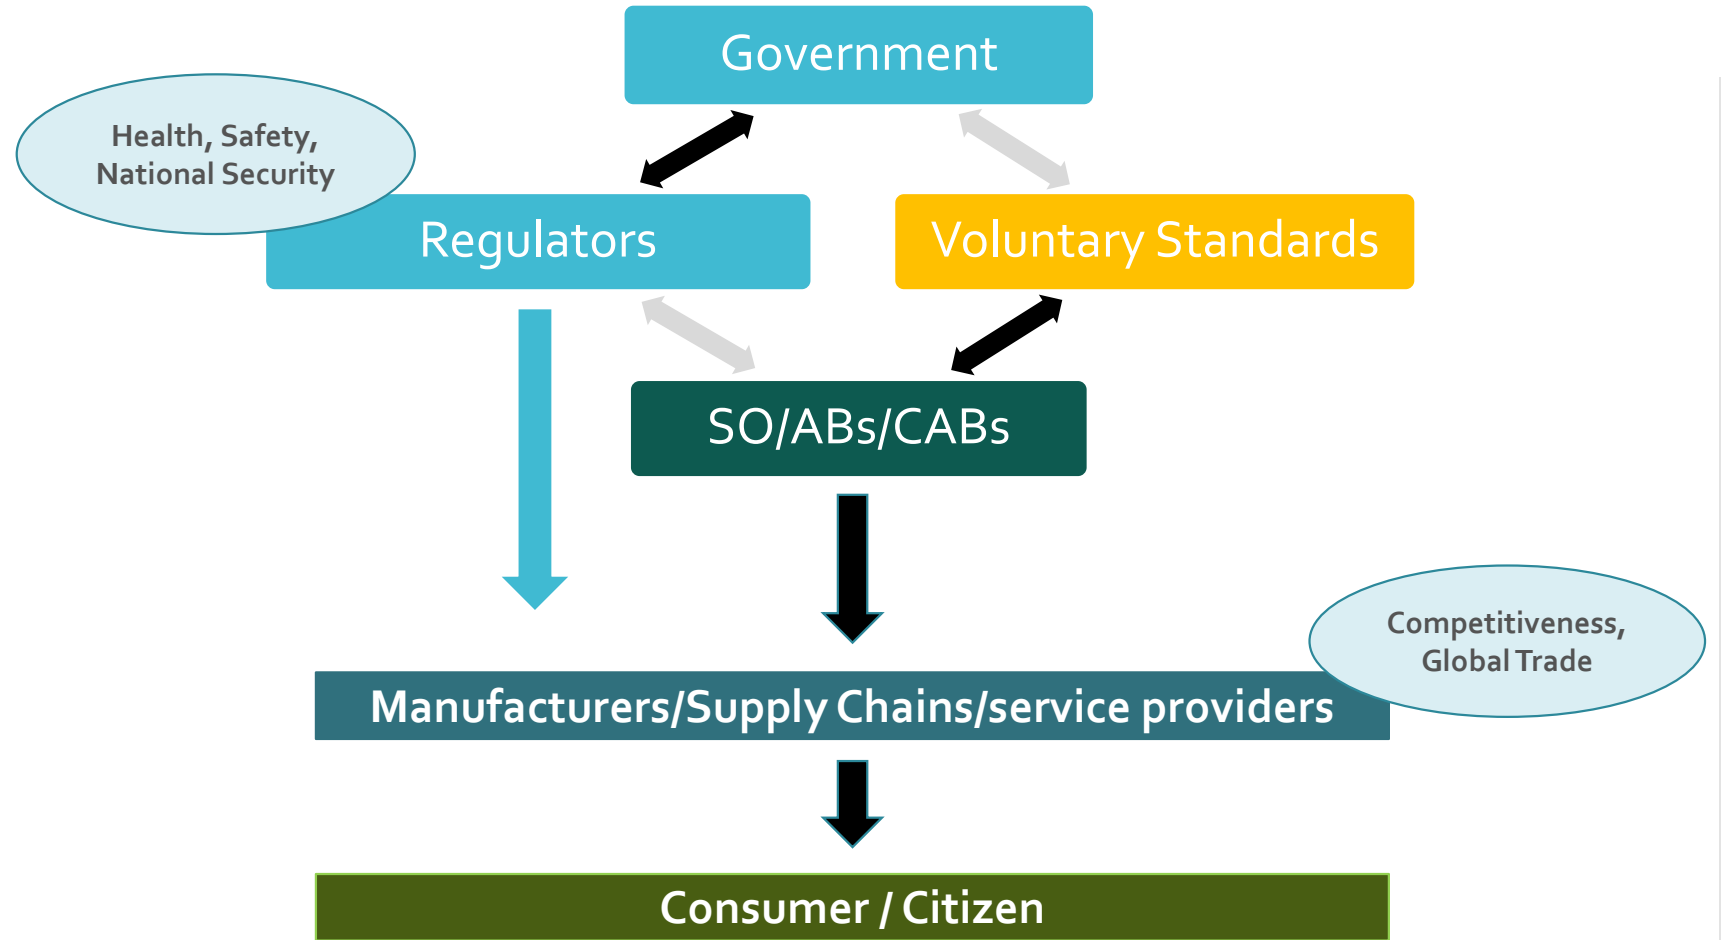 Government
Health, Safety,
National Security
Regulators
Voluntary Standards
SO/ABs/CABs
Competitiveness,
Global Trade
Manufacturers/Supply Chains/service providers
Consumer / Citizen